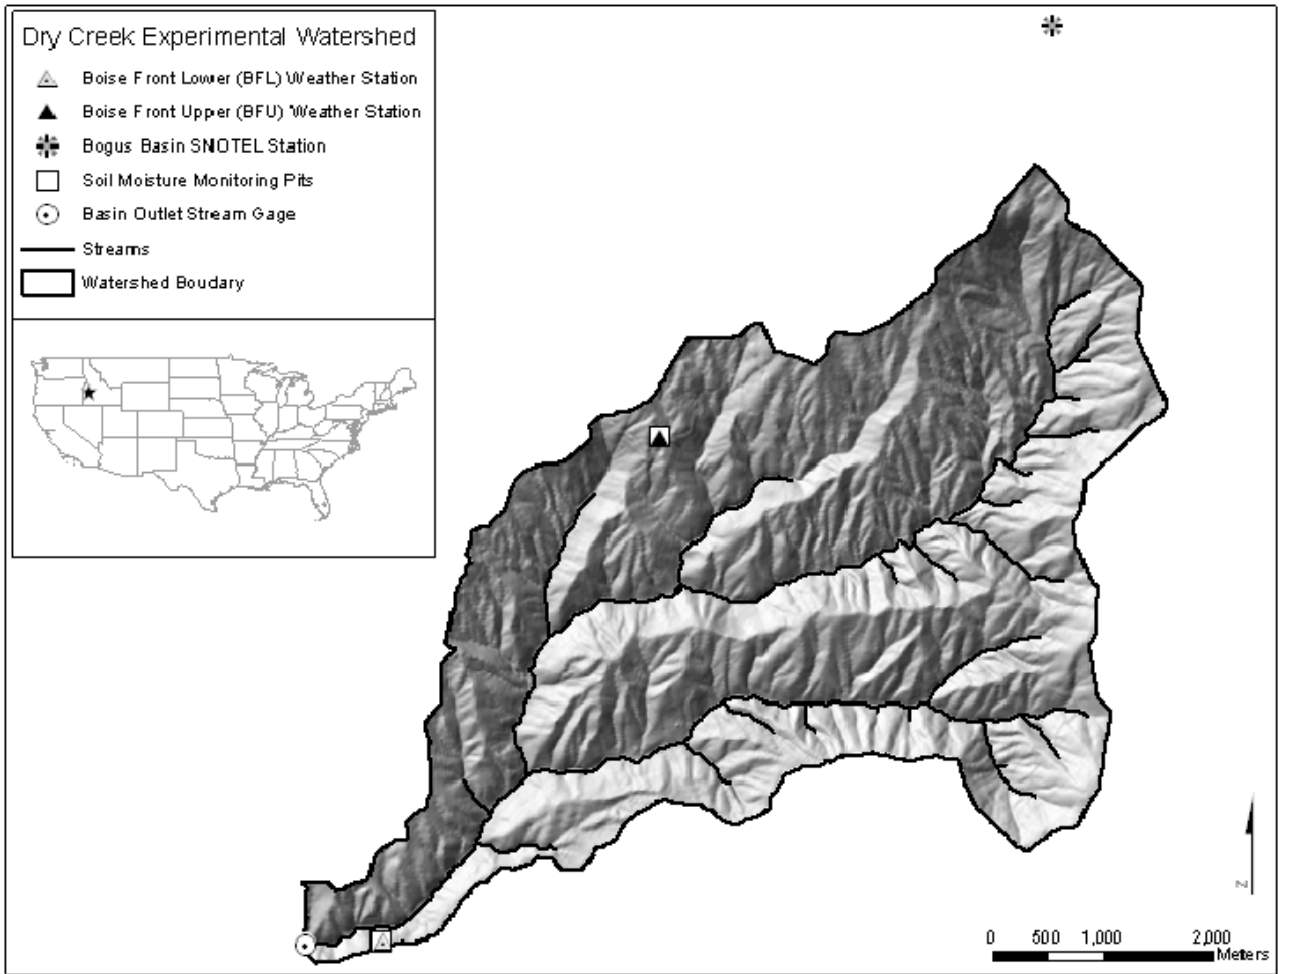 Dry Creek Experimental Watershed
Boise Front Lower (BFL) Weather Station
Boise Front Upper (BFU) Weather Station
Bogus Basin SNOTEL Station
Soil Moisture Monitoring Pits
Basin Outlet Stream Gage
Streams
Watershed Boudary
N
0 500 1,000 2,000
Meters